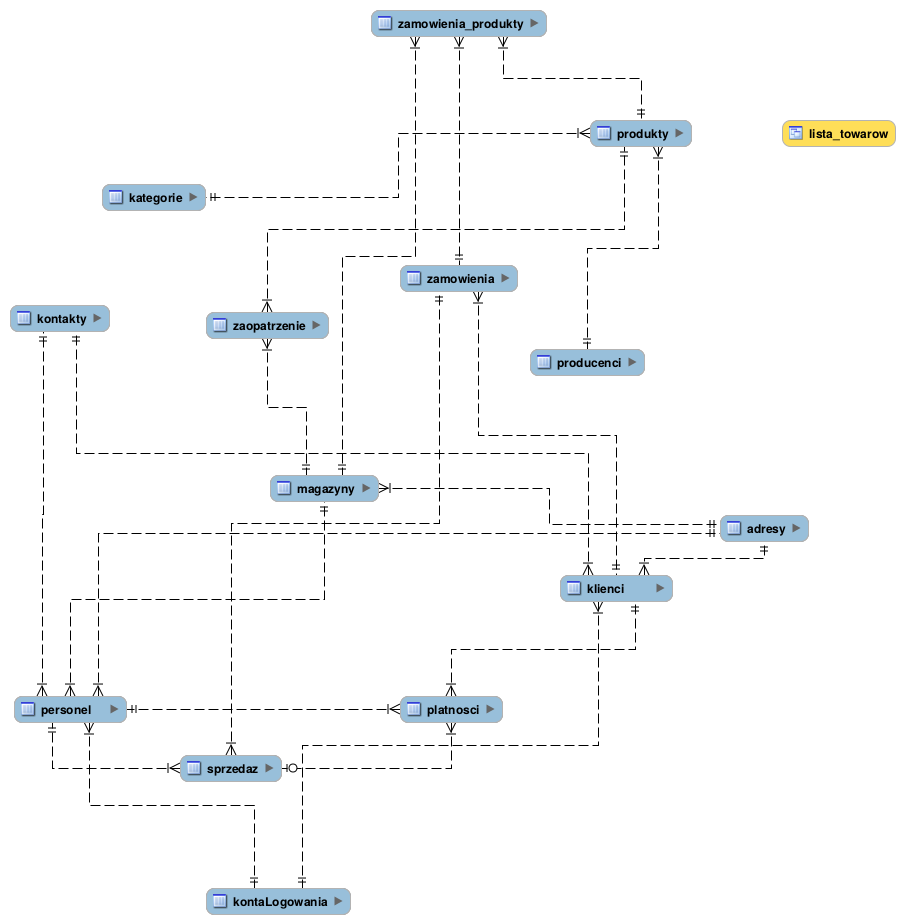 zamowienia_produkty
produkty
lista_towarow
kategorie
zamowienia
kontakty
zaopatrzenie
producenci
magazyny
adresy
klienci
personel
platnosci
sprzedaz
kontaLogowania